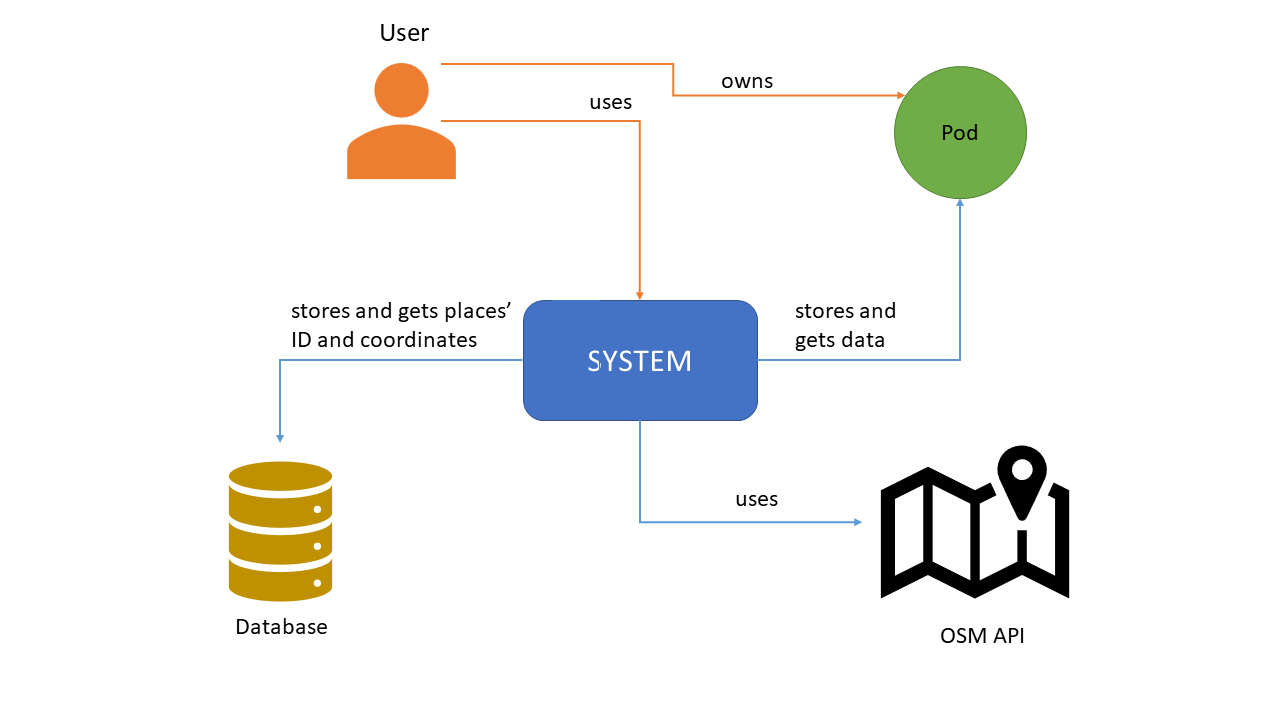 User
owns
uses
Pod
stores and gets places’
ID and coordinates
stores and
gets data
SYSTEM
uses
Database
OSM API